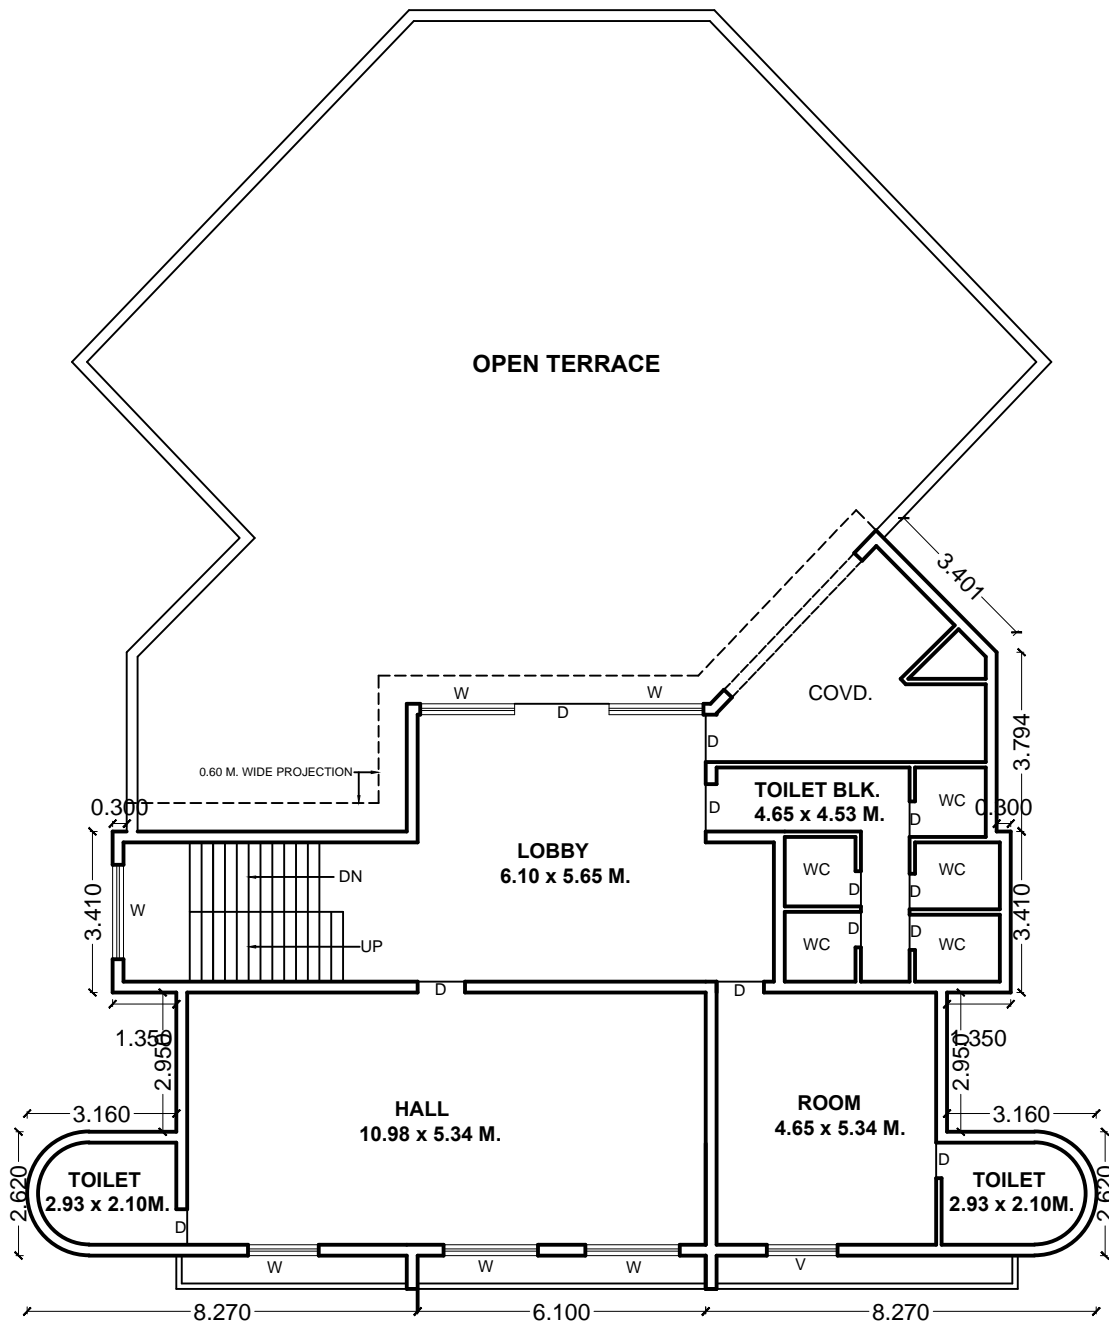 OPEN TERRACE
3.401
COVD.
3.794
W
W
D
D
0.60 M. WIDE PROJECTION
0.300
TOILET BLK.
4.65 x 4.53 M.
D
D
WC
0.300
LOBBY
6.10 x 5.65 M.
DN
UP
W
3.410
WC
D
WC
D
WC
D
D
WC
3.410
D
D
1.350
2.950
1.350
2.950
3.160
HALL
10.98 x 5.34 M.
ROOM
4.65 x 5.34 M.
3.160
2.620
TOILET
2.93 x 2.10M.
D
D
TOILET
2.93 x 2.10M.
2.620
W
W
W
V
8.270
6.100
8.270